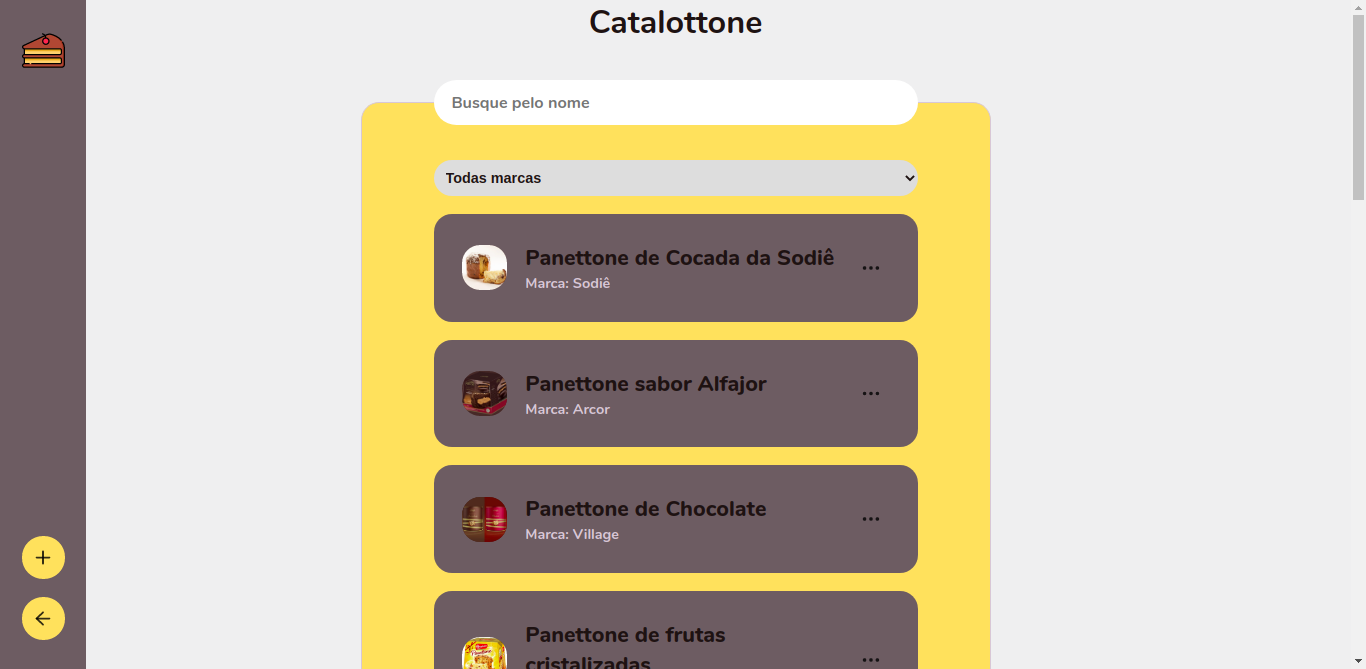 Catalottone
Busque pelo nome
Todas marcas
Panettone de Cocada da Sodiê
Marca: Sodiê
Panettone sabor Alfajor
Marca: Arcor
Panettone de Chocolate
Marca: Village
Panettone de frutas
cristalizadas